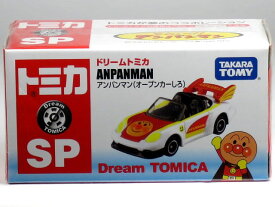 トミカ
Dream
TOMICA
SP
ドリームトミカ
ANPANMAN
アンパンマン(オープンカーしろ)
TAKARA
TOMY
Dream TOMICA